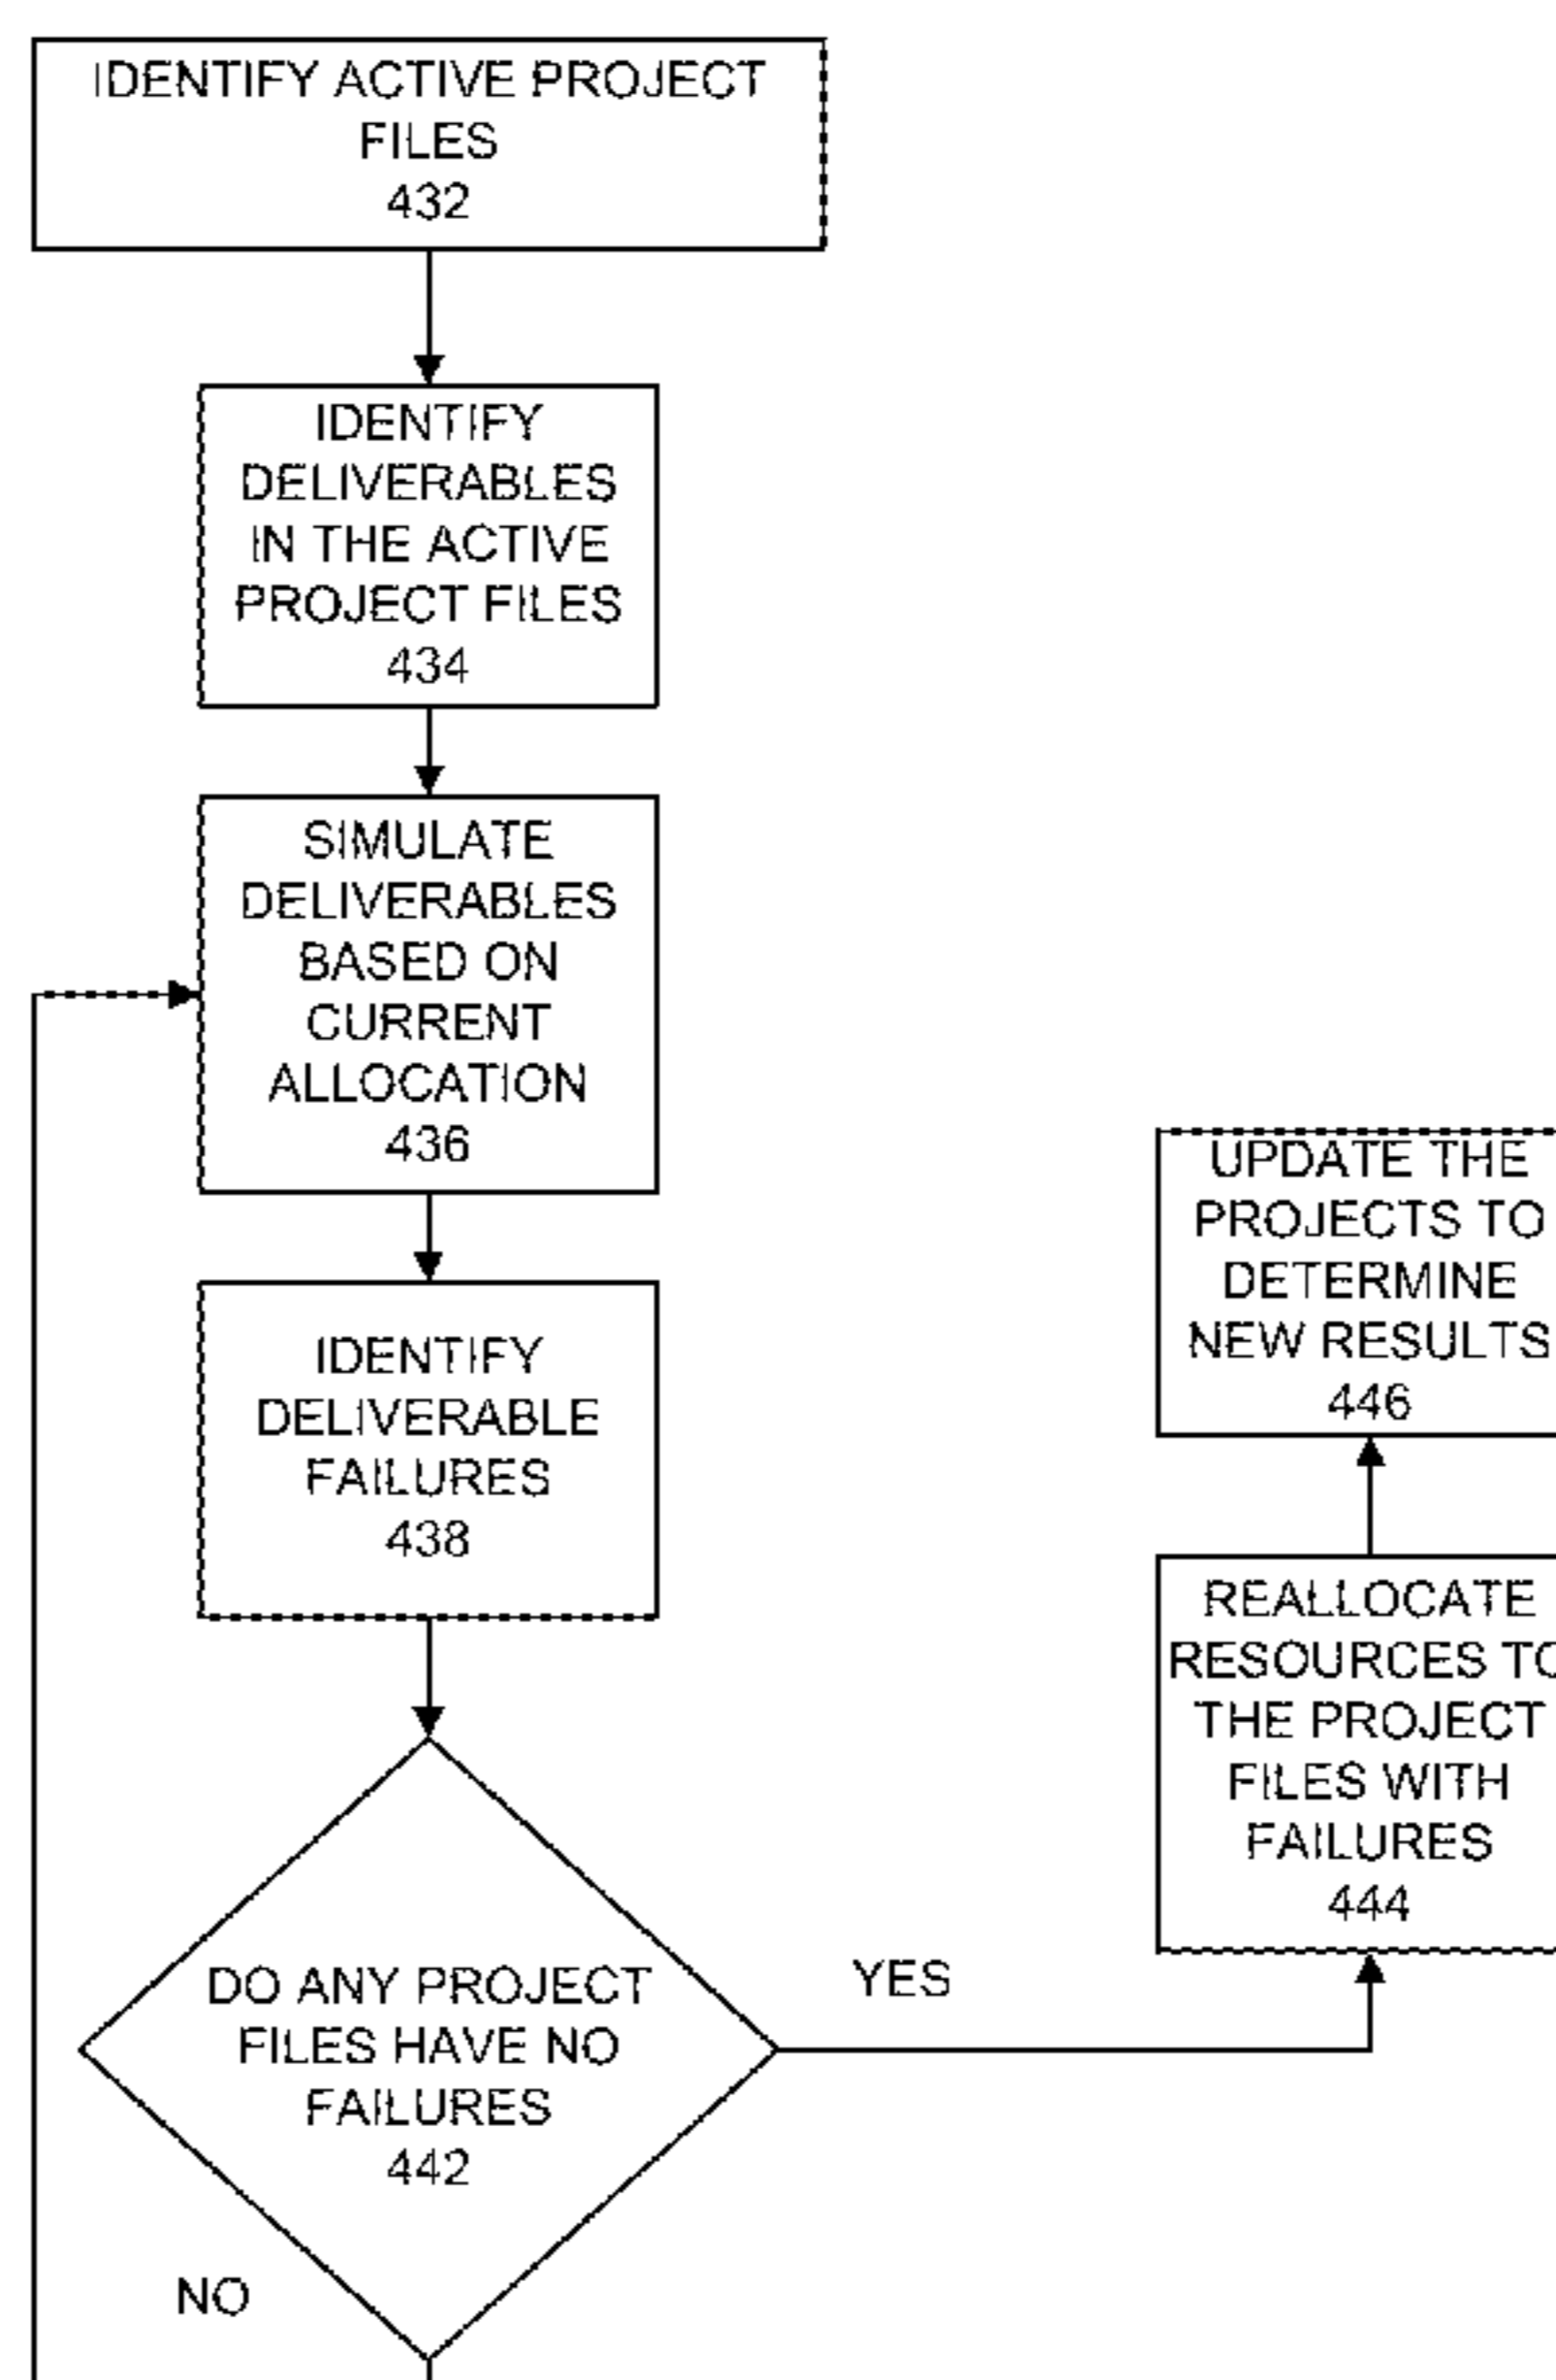 IDENTIFY ACTIVE PROJECT
FILES
432
IDENTIFY
DELIVERABLES
IN THE ACTIVE
PROJECT FILES
434
SIMULATE
DELIVERABLES
BASED ON
CURRENT
ALLOCATION
436
IDENTIFY
DELIVERABLE
FAILURES
438
DO ANY PROJECT
FILES HAVE NO
FAILURES
442
NO
YES
REALLOCATE
RESOURCES TO
THE PROJECT
FILES WITH
FAILURES
444
UPDATE THE
PROJECTS TO
DETERMINE
NEW RESULTS
446